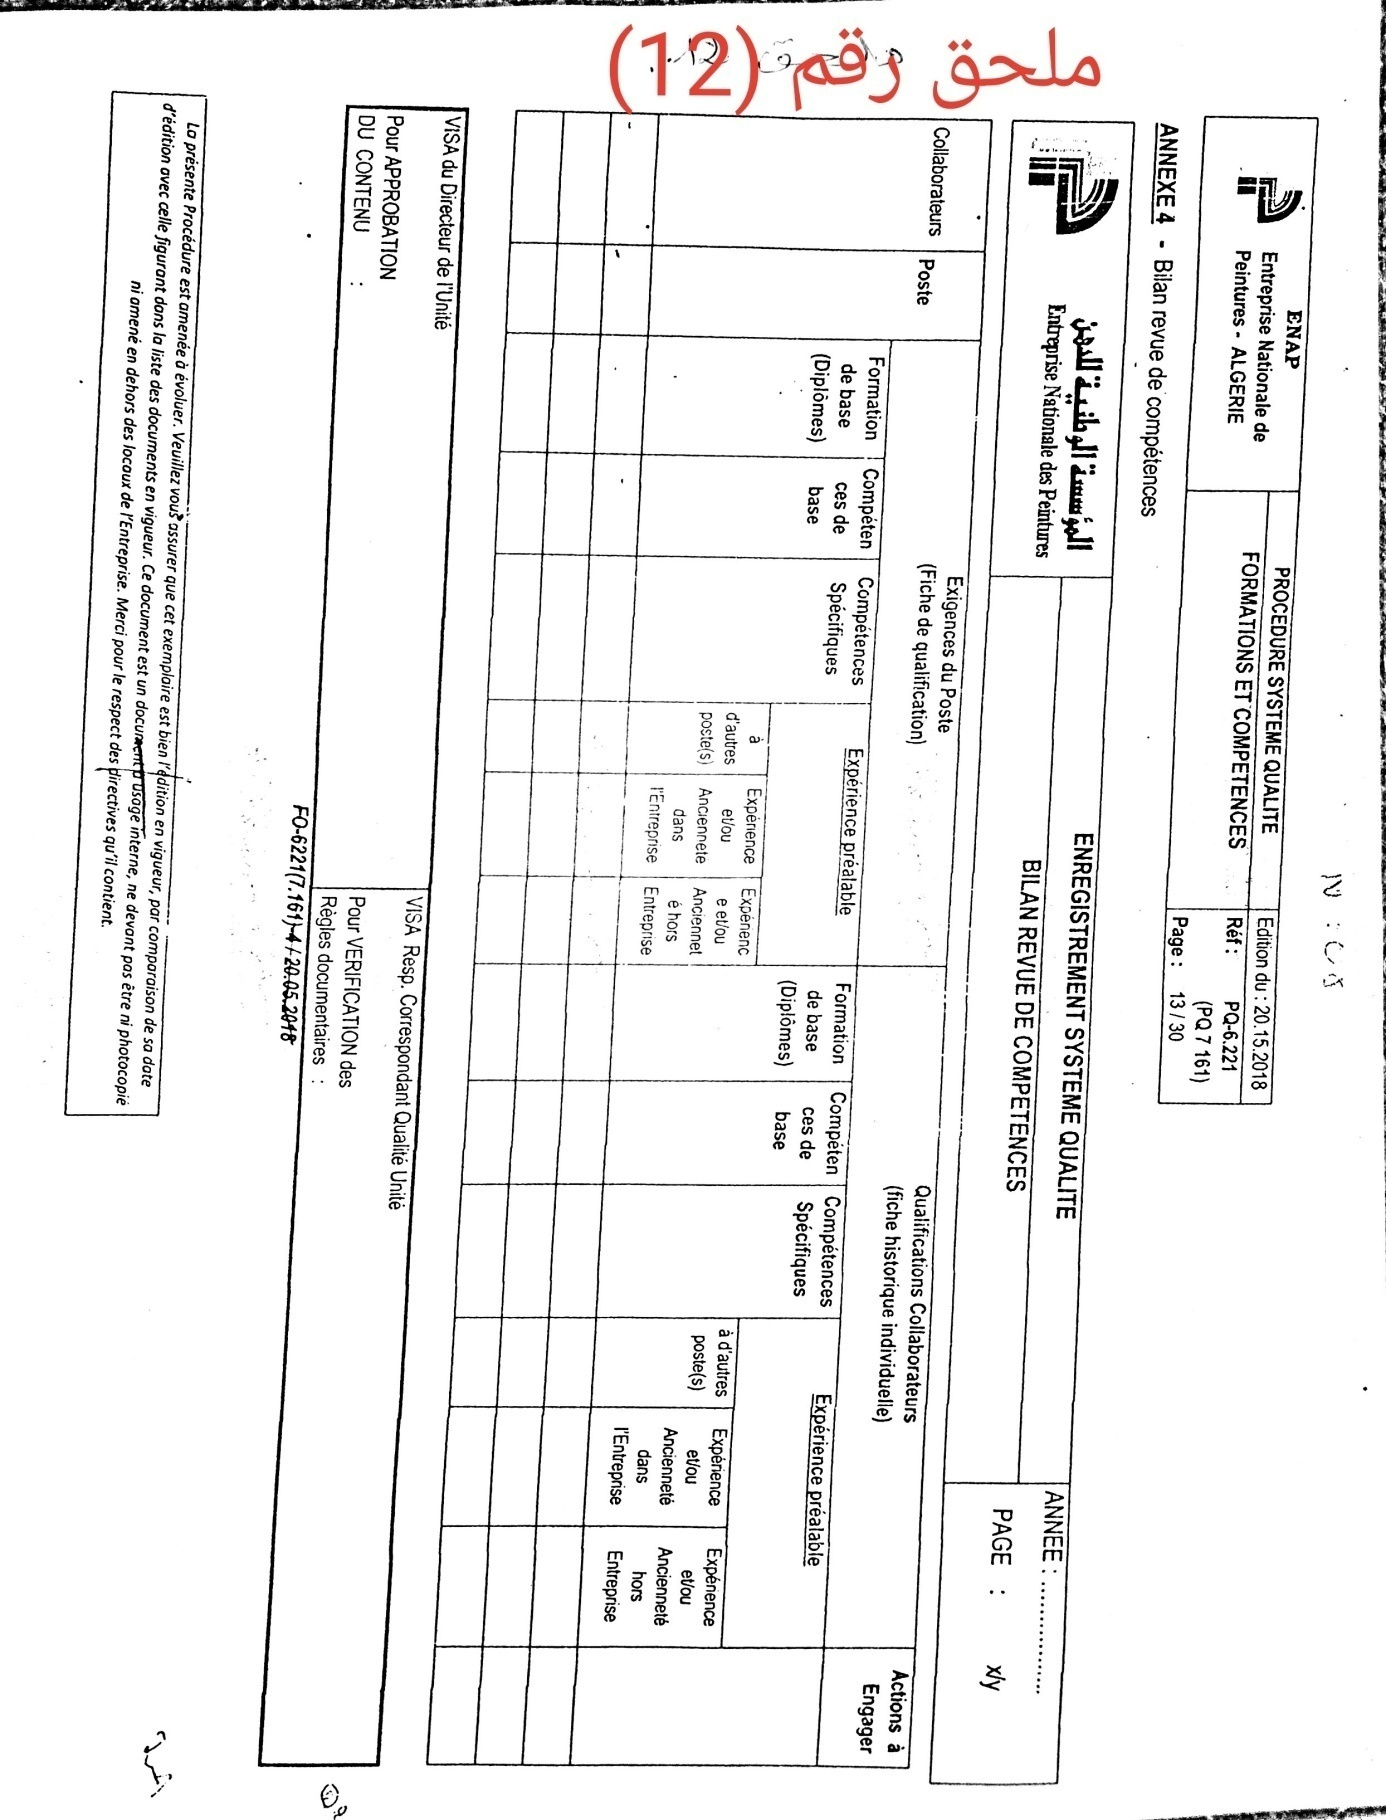 ملحق رقم (12)
ENAP
Entreprise Nationale de
Peintures - ALGERIE
PROCEDURE SYSTEME QUALITE
FORMATIONS ET COMPETENCES
Edition du : 20.15.2018
Réf : PQ-6.221
(PQ 7 161)
Page : 13 / 30
ANNEXE 4 - Bilan revue de compétences
المؤسسة الوطنية للدهن
Entreprise Nationale des Peintures
ENREGISTREMENT SYSTEME QUALITE
BILAN REVUE DE COMPETENCES
ANNEE : ................
PAGE : x/y
Collaborateurs
Poste
Exigences du Poste
(Fiche de qualification)
Qualifications Collaborateurs
(fiche historique individuelle)
Actions à
Engager
Formation
de base
(Diplômes)
Compéten
ces de
base
Compétences
Spécifiques
Expérience préalable
à
d'autres
poste(s)
Expérience
et/ou
Ancienneté
dans
l'Entreprise
Expérienc
e et/ou
Anciennet
é hors
Entreprise
Formation
de base
(Diplômes)
Compéten
ces de
base
Compétences
Spécifiques
Expérience préalable
à d'autres
poste(s)
Expérience
et/ou
Ancienneté
dans
l'Entreprise
Expérience
et/ou
Ancienneté
hors
Entreprise
VISA du Directeur de l'Unité
Pour APPROBATION
DU CONTENU :
VISA Resp. Correspondant Qualité Unité
Pour VERIFICATION des
Règles documentaires :
FO-6221(7.161)-4 / 20.05.2018
La présente Procédure est amenée à évoluer. Veuillez vous assurer que cet exemplaire est bien l'édition en vigueur, par comparaison de sa date
d'édition avec celle figurant dans la liste des documents en vigueur. Ce document est un document à usage interne, ne devant pas être ni photocopié
ni amené en dehors des locaux de l'Entreprise. Merci pour le respect des directives qu'il contient.